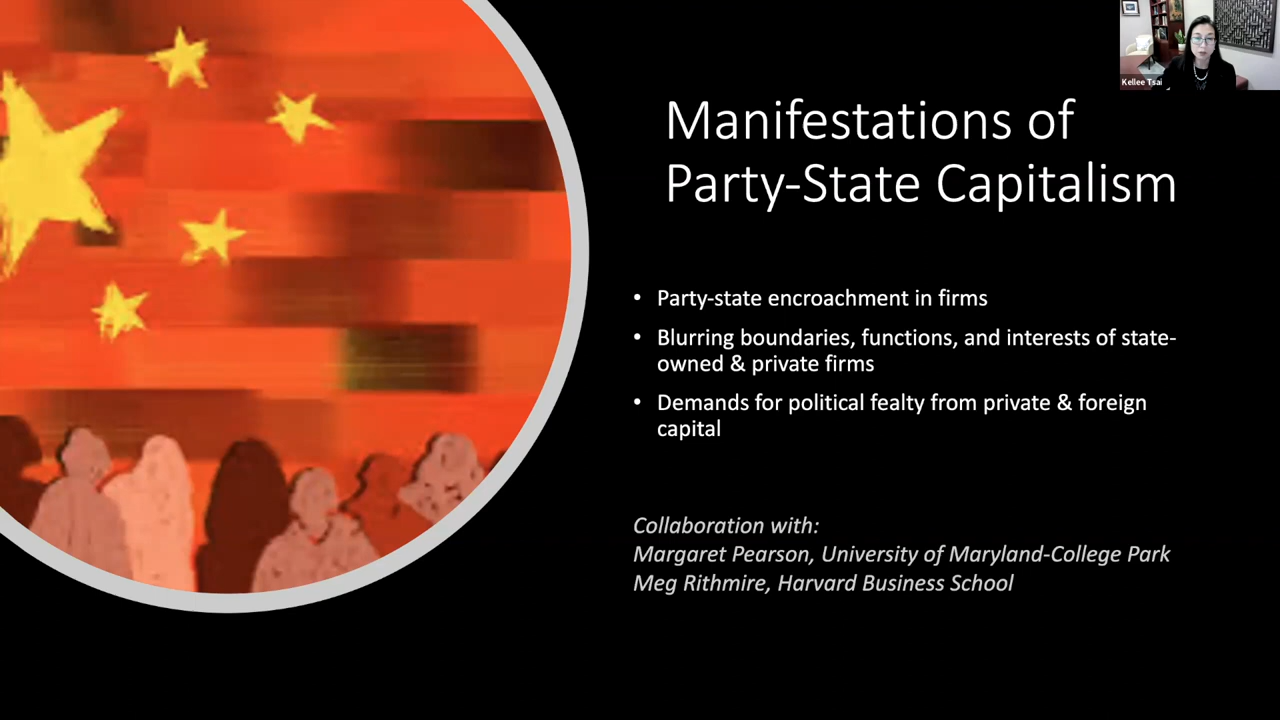 Kellee Tsai
Manifestations of
Party-State Capitalism
• Party-state encroachment in firms
• Blurring boundaries, functions, and interests of state-
owned & private firms
• Demands for political fealty from private & foreign
capital
Collaboration with:
Margaret Pearson, University of Maryland-College Park
Meg Rithmire, Harvard Business School